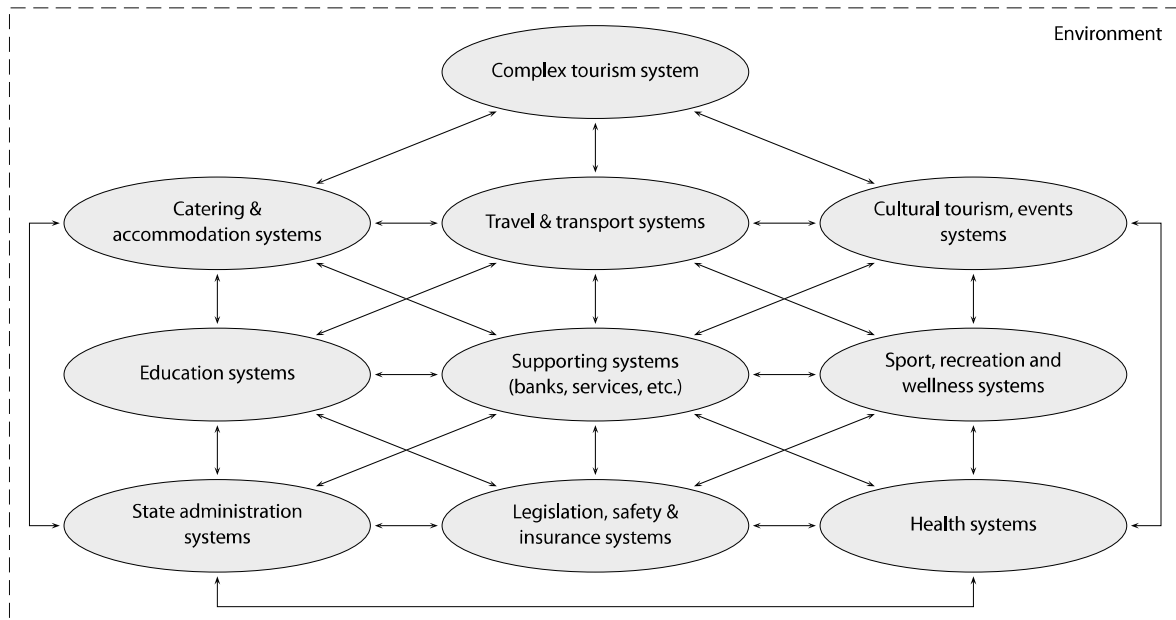 Environment
Complex tourism system
Catering &
accommodation systems
Travel & transport systems
Cultural tourism, events
systems
Education systems
Supporting systems
(banks, services, etc.)
Sport, recreation and
wellness systems
State administration
systems
Legislation, safety &
insurance systems
Health systems